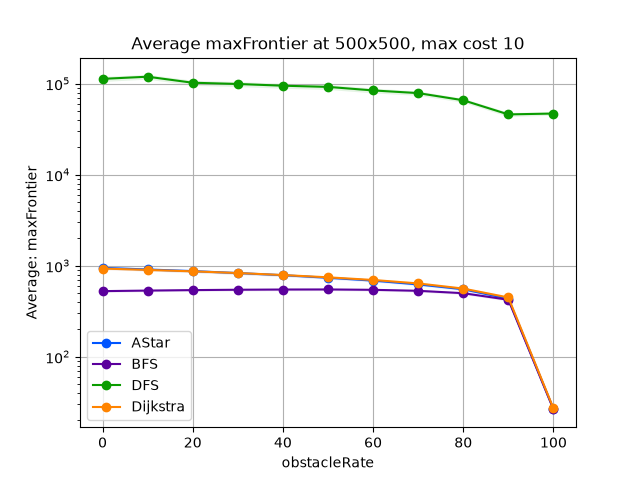 Average maxFrontier at 500x500, max cost 10
10^5
10^4
10^3
10^2
Average: maxFrontier
AStar
BFS
DFS
Dijkstra
0 20 40 60 80 100
obstacleRate